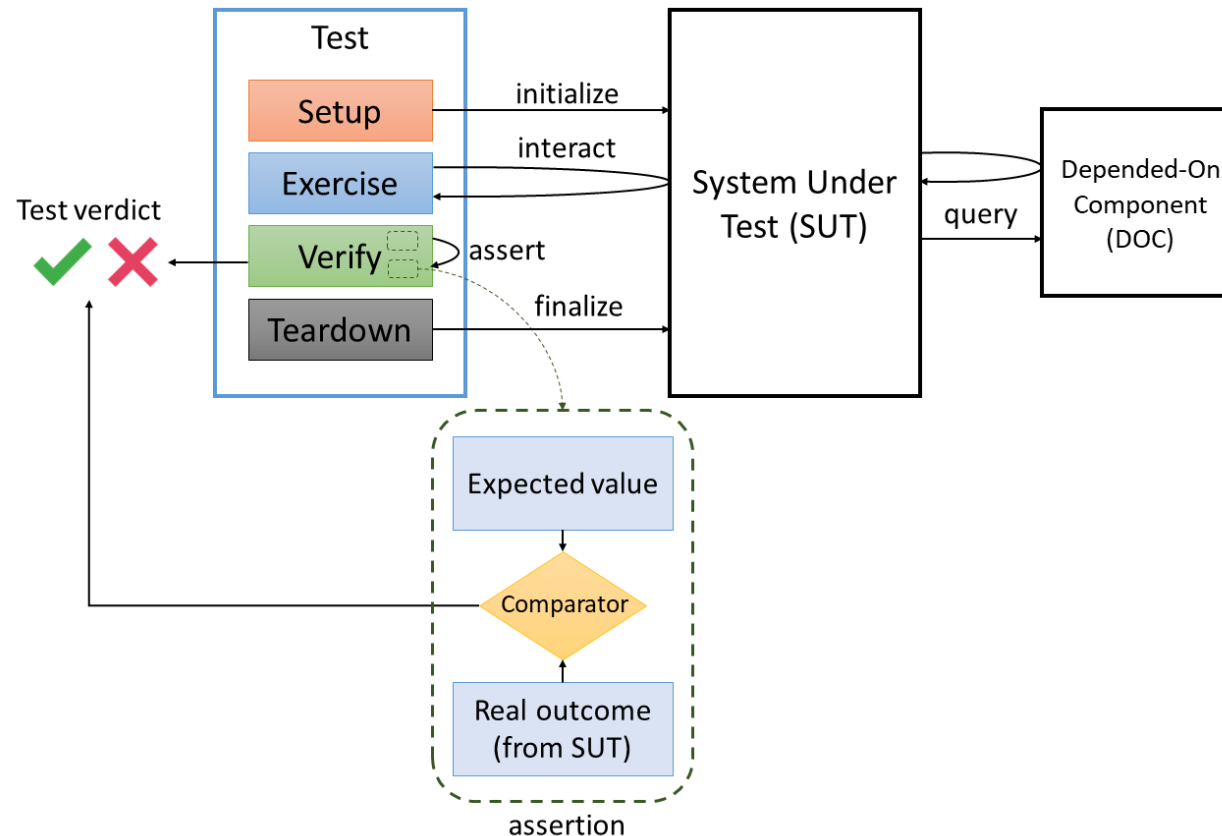 Test
Setup
initialize
Exercise
interact
System Under
Test (SUT)
Depended-On
Component
(DOC)
query
Test verdict
Verify
assert
Teardown
finalize
Expected value
Comparator
Real outcome
(from SUT)
assertion